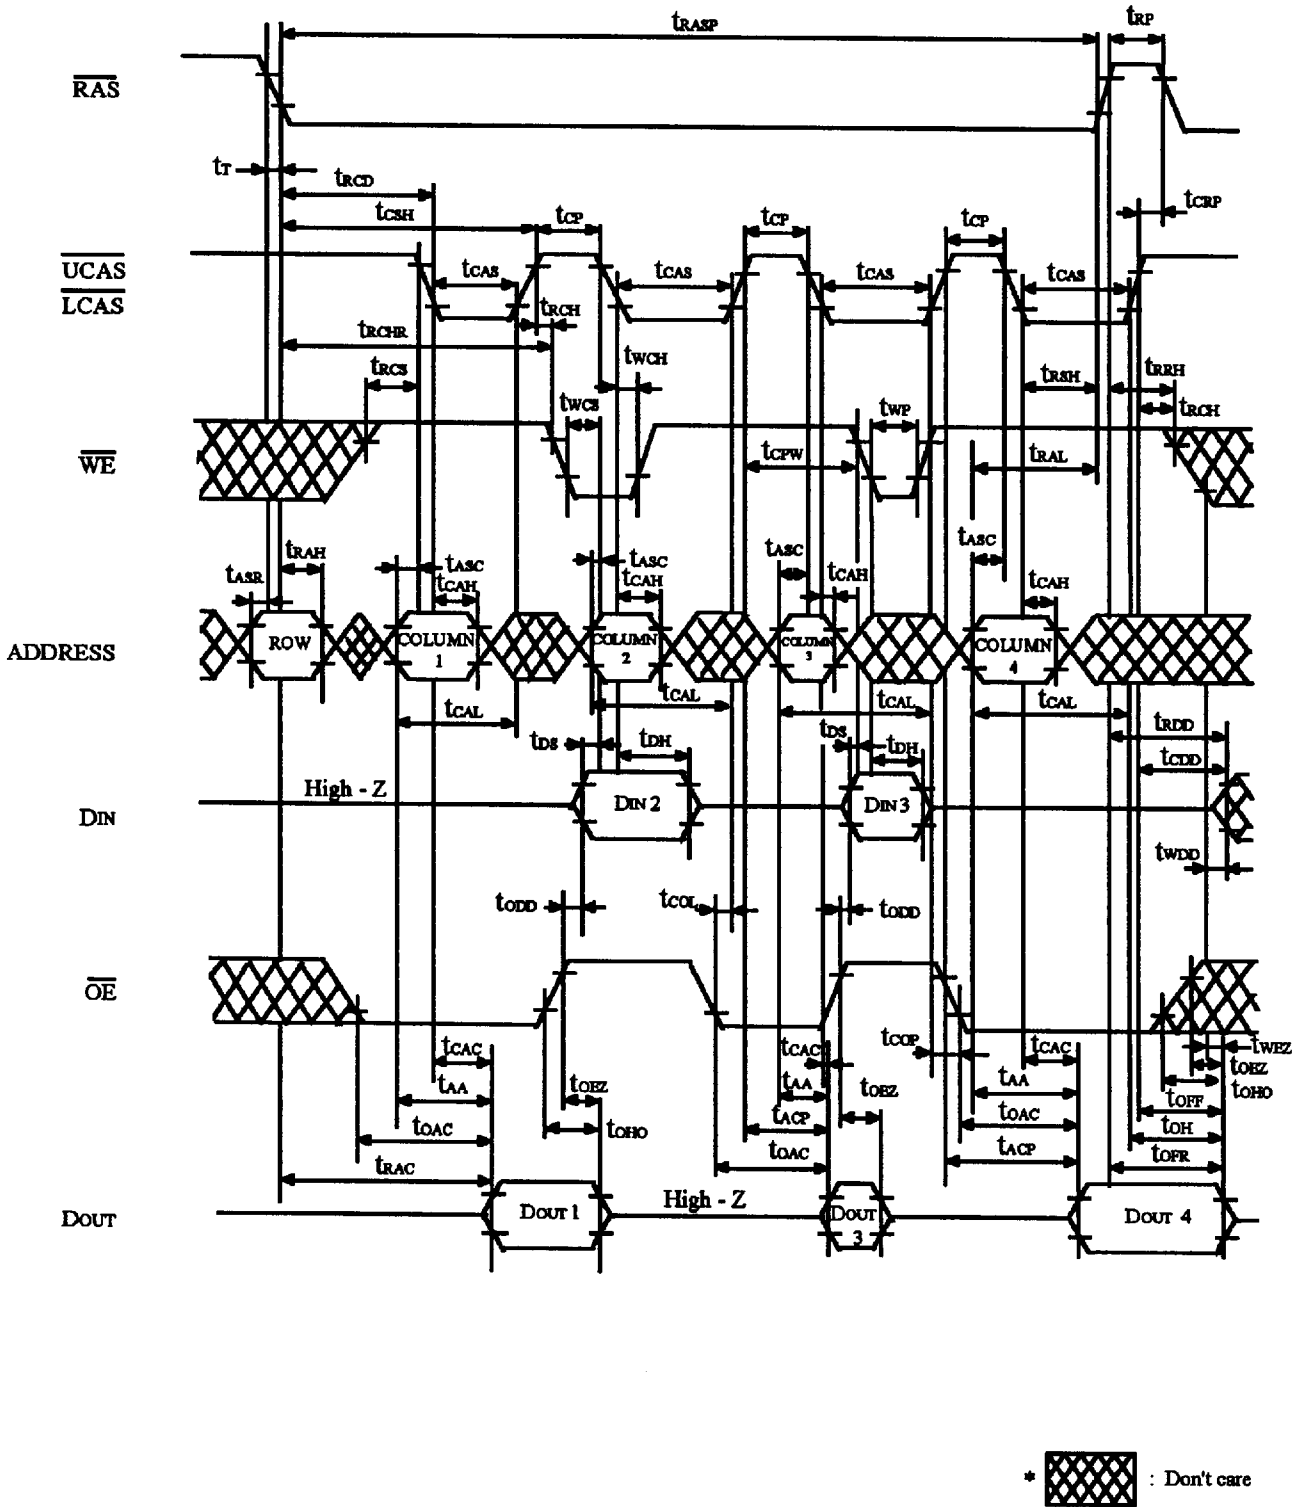 tRASP
tRP
RAS
tT
tRCD
tCRP
tCSH
tCP
tCP
tCP
UCAS
LCAS
tCAS
tCAS
tCAS
tCAS
tRCH
tRCHR
tWCH
tRCS
tRSH
tRRH
tWCS
tWP
tRCH
WE
tCPW
tRAL
tRAH
tASC
tASC
tASC
tASC
tASR
tCAH
tCAH
tCAH
tCAH
ADDRESS
ROW
COLUMN 1
COLUMN 2
COLUMN 3
COLUMN 4
tCAL
tCAL
tCAL
tCAL
tRDD
tDS
tDH
tDS
tDH
tCDD
High - Z
DIN
DIN 2
DIN 3
tWDD
tODD
tCOL
tODD
OE
tCAC
tCAC
tCOP
tCAC
tWEZ
tAA
tOEZ
tAA
tOEZ
tAA
tOEZ
tOFF
tOHO
tOAC
tOHO
tACP
tOAC
tOH
tRAC
tOAC
tACP
tOFR
DOUT
DOUT 1
High - Z
DOUT 3
DOUT 4
* : Don't care